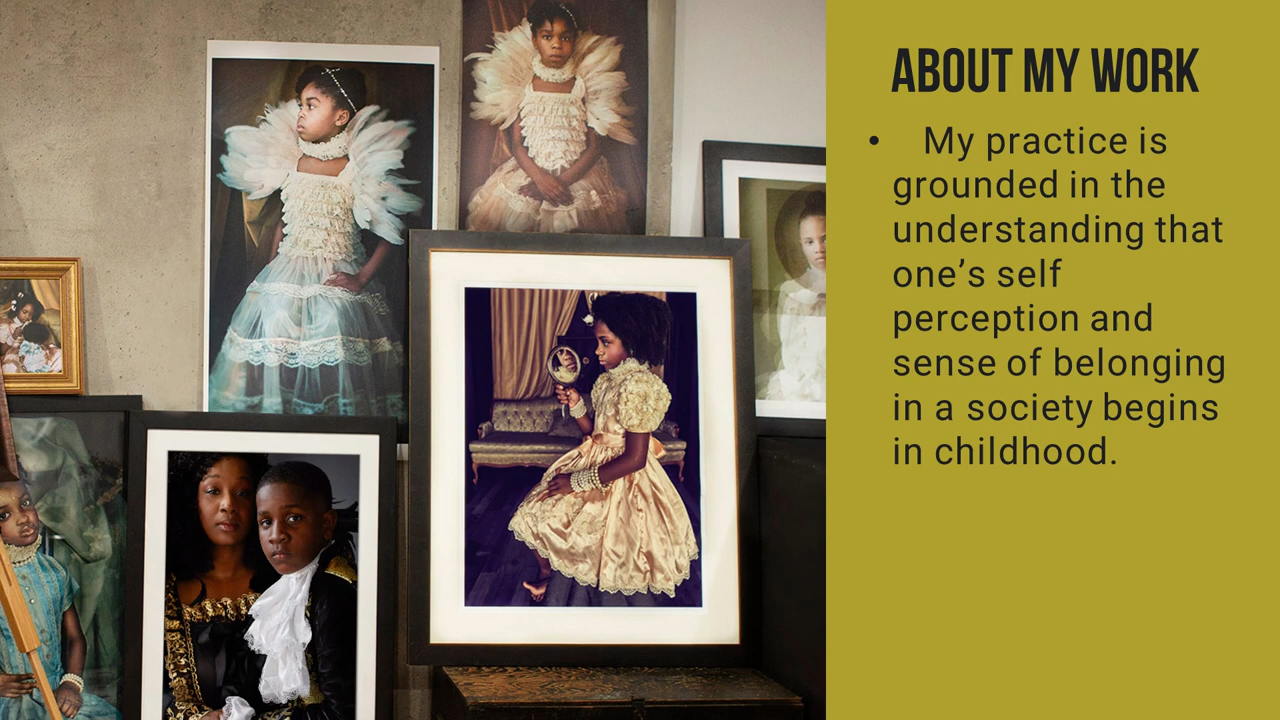 ABOUT MY WORK
• My practice is
grounded in the
understanding that
one’s self
perception and
sense of belonging
in a society begins
in childhood.